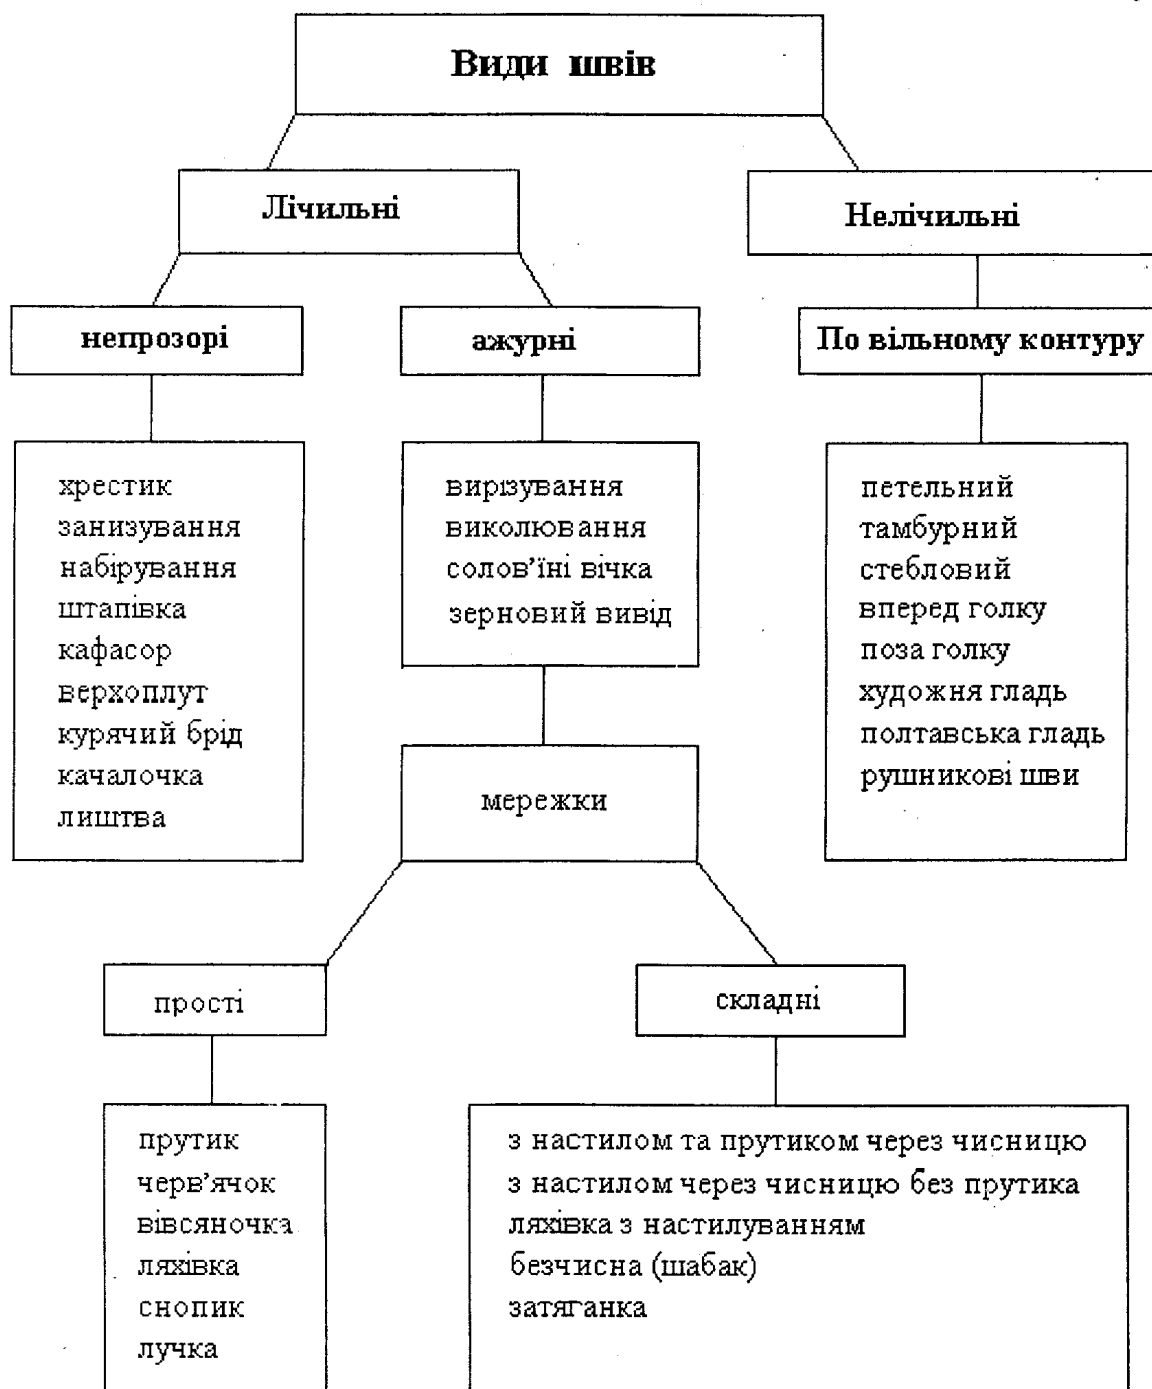 Види швів
Лічильні
Нелічильні
непрозорі
ажурні
По вільному контуру
хрестик
занизування
набірування
штапівка
кафасор
верхоплут
курячий брід
качалочка
лиштва
вирізування
виколювання
солов’їні вічка
зерновий вивід
петельний
тамбурний
стебловий
вперед голку
поза голку
художня гладь
полтавська гладь
рушникові шви
мережки
прості
складні
прутик
черв’ячок
вівсяночка
ляхівка
снопик
лучка
з настилом та прутиком через чисницю
з настилом через чисницю без прутика
ляхівка з настилуванням
безчисна (шабак)
затяганка